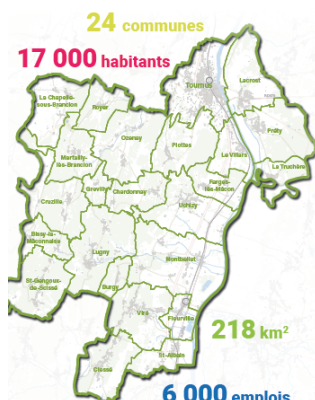 24 communes
17 000 habitants
Tournus
Lacrost
La Chapelle-
sous-Brancion
Royer
Ozenay
Plottes
Préty
Le Villars
La Truchère
Martailly-
lès-Brancion
Farges-
lès-Mâcon
Grevilly
Chardonnay
Cruzille
Uchizy
Bissy-la-
Mâconnaise
Lugny
Montbellet
St-Gengoux-
de-Scissé
Burgy
Viré
Fleurville
218 km²
St-Albain
Clessé
6 000 emplois